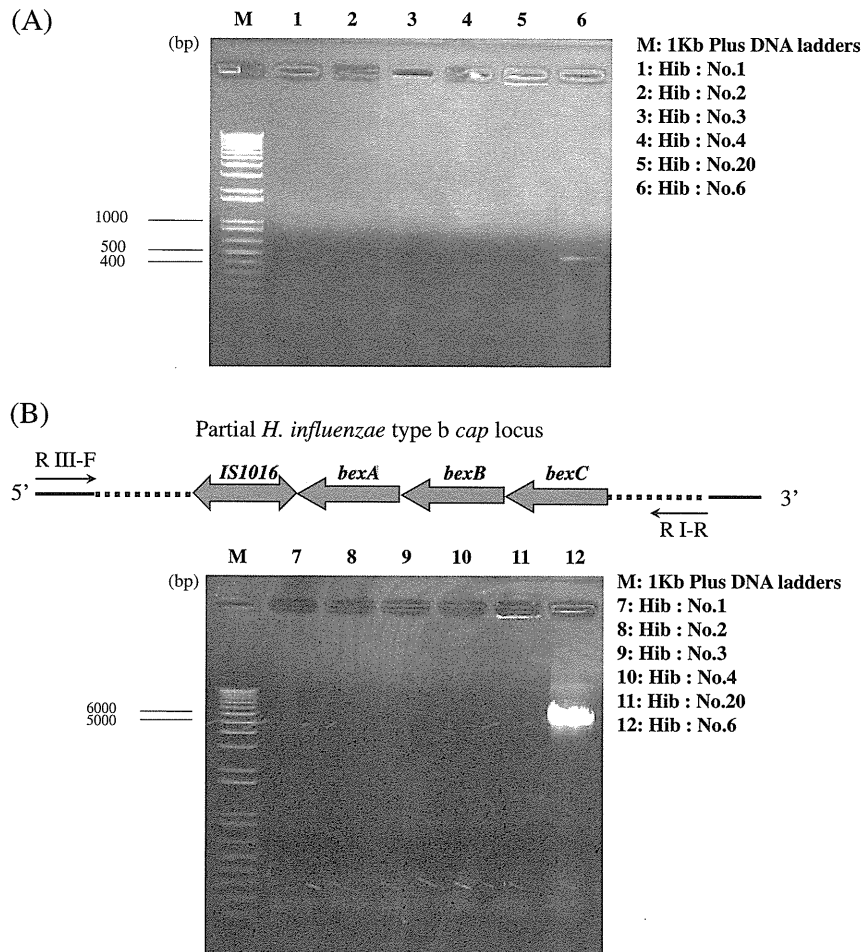 (A)
M 1 2 3 4 5 6
(bp)
1000
500
400
M: 1Kb Plus DNA ladders
1: Hib : No.1
2: Hib : No.2
3: Hib : No.3
4: Hib : No.4
5: Hib : No.20
6: Hib : No.6
(B)
Partial H. influenzae type b cap locus
R III-F
IS1016 bexA bexB bexC
5’ 3’
R I-R
M 7 8 9 10 11 12
(bp)
6000
5000
M: 1Kb Plus DNA ladders
7: Hib : No.1
8: Hib : No.2
9: Hib : No.3
10: Hib : No.4
11: Hib : No.20
12: Hib : No.6